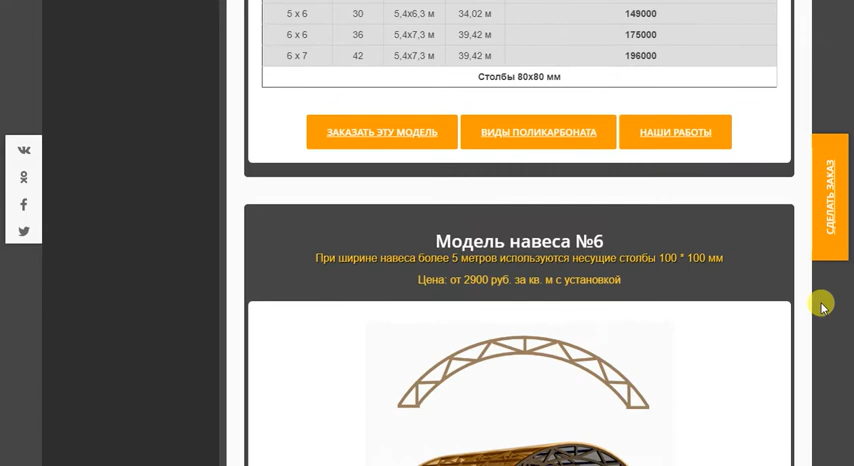 5 x 6 30 5,4x6,3 м 34,02 м 149000
6 x 6 36 5,4x7,3 м 39,42 м 175000
6 x 7 42 5,4x7,3 м 39,42 м 196000
Столбы 80x80 мм
ЗАКАЗАТЬ ЭТУ МОДЕЛЬ ВИДЫ ПОЛИКАРБОНАТА НАШИ РАБОТЫ
СДЕЛАТЬ ЗАКАЗ
Модель навеса №6
При ширине навеса более 5 метров используются несущие столбы 100 * 100 мм
Цена: от 2900 руб. за кв. м с установкой